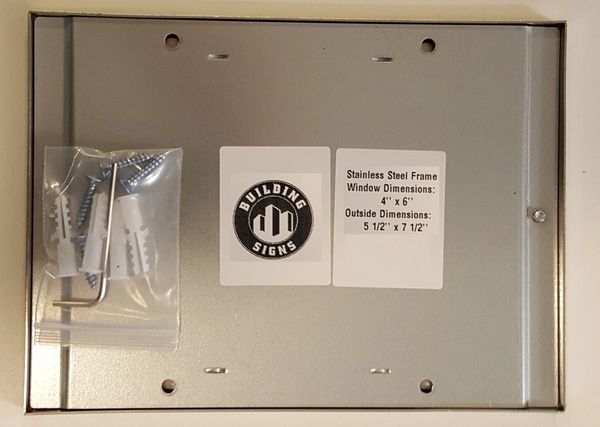 BUILDING
SIGNS
Stainless Steel Frame
Window Dimensions:
4'' x 6''
Outside Dimensions:
5 1/2'' x 7 1/2''